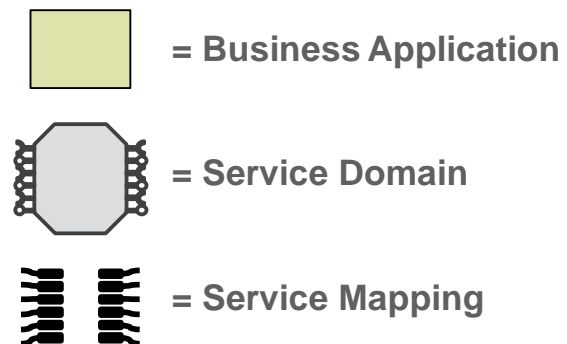 = Business Application
= Service Domain
= Service Mapping